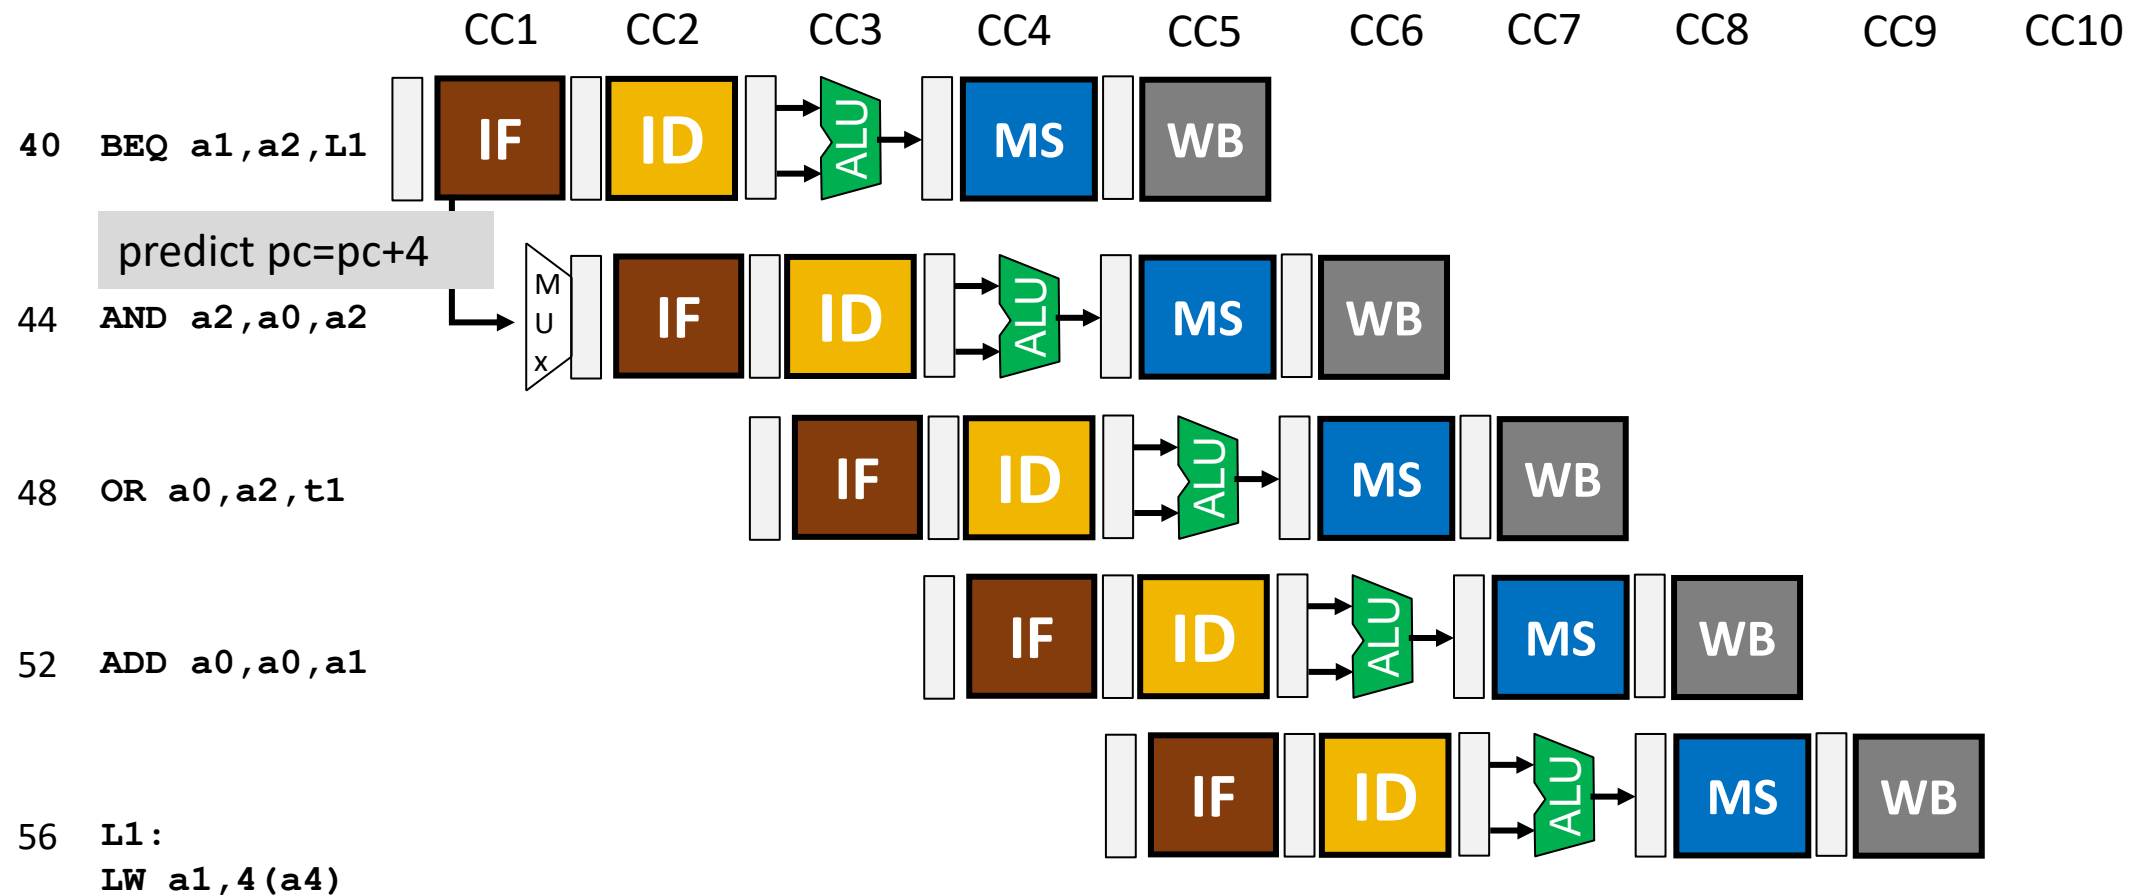 CC1 CC2 CC3 CC4 CC5 CC6 CC7 CC8 CC9 CC10
40 BEQ a1,a2,L1 IF ID ALU MS WB
predict pc=pc+4
44 AND a2,a0,a2 MUx IF ID ALU MS WB
48 OR a0,a2,t1 IF ID ALU MS WB
52 ADD a0,a0,a1 IF ID ALU MS WB
IF ID ALU MS WB
56 L1:
LW a1,4(a4)